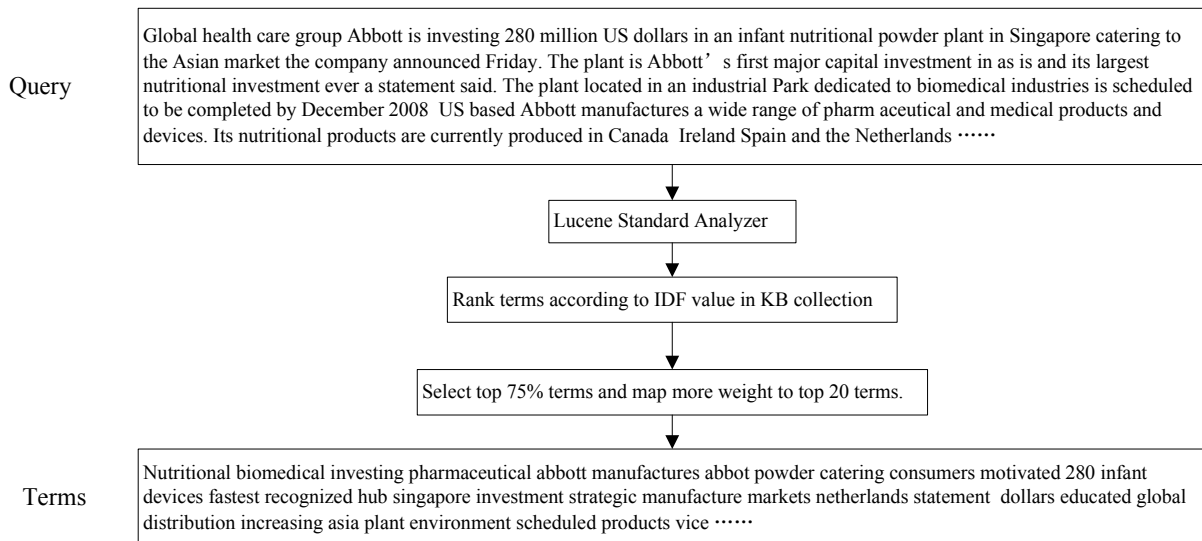 Query
Global health care group Abbott is investing 280 million US dollars in an infant nutritional powder plant in Singapore catering to
the Asian market the company announced Friday. The plant is Abbott’ s first major capital investment in as is and its largest
nutritional investment ever a statement said. The plant located in an industrial Park dedicated to biomedical industries is scheduled
to be completed by December 2008 US based Abbott manufactures a wide range of pharm aceutical and medical products and
devices. Its nutritional products are currently produced in Canada Ireland Spain and the Netherlands ……
Lucene Standard Analyzer
Rank terms according to IDF value in KB collection
Select top 75% terms and map more weight to top 20 terms.
Terms
Nutritional biomedical investing pharmaceutical abbott manufactures abbot powder catering consumers motivated 280 infant
devices fastest recognized hub singapore investment strategic manufacture markets netherlands statement dollars educated global
distribution increasing asia plant environment scheduled products vice ……